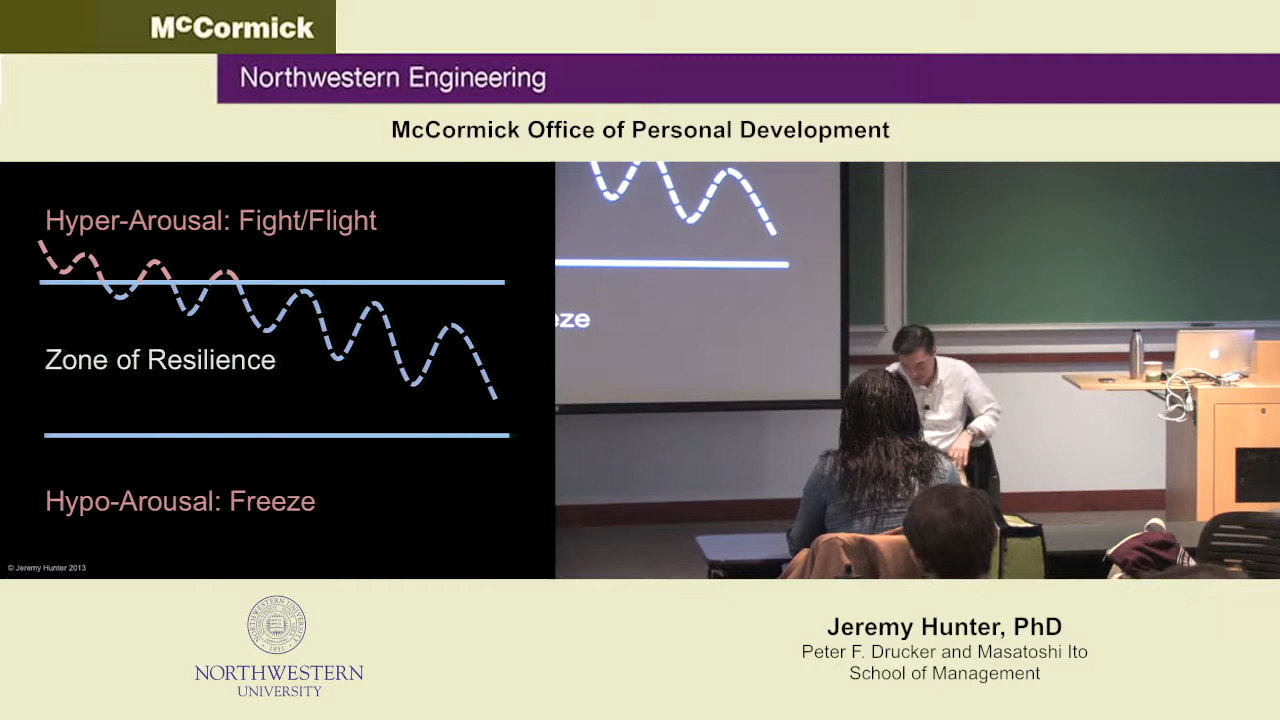 McCormick
Northwestern Engineering
McCormick Office of Personal Development
Hyper-Arousal: Fight/Flight
Zone of Resilience
Hypo-Arousal: Freeze
© Jeremy Hunter 2013
eze
NORTHWESTERN
UNIVERSITY
Jeremy Hunter, PhD
Peter F. Drucker and Masatoshi Ito
School of Management